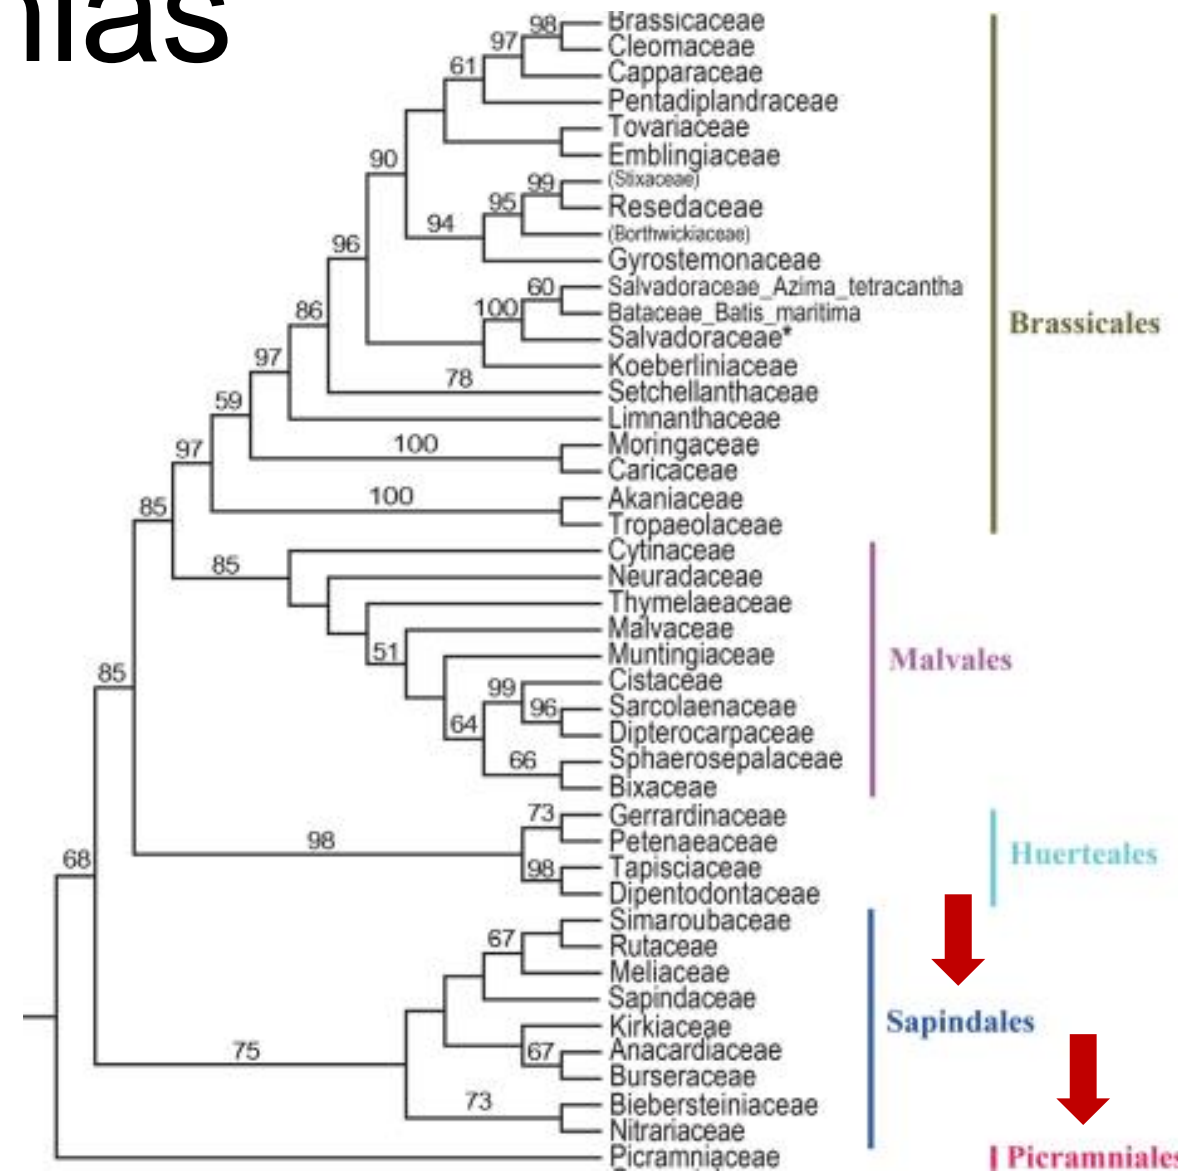 98
Brassicaceae
97
Cleomaceae
61
Capparaceae
Pentadiplandraceae
Tovariaceae
90
Emblingiaceae
99
(Stixaceae)
95
Resedaceae
94
(Borthwickiaceae)
96
Gyrostemonaceae
60
Salvadoraceae_Azima_tetracantha
100
Bataceae_Batis_maritima
86
Salvadoraceae*
Brassicales
97
Koeberliniaceae
78
Setchellanthaceae
59
Limnanthaceae
97
100
Moringaceae
Caricaceae
85
100
Akaniaceae
Tropaeolaceae
85
Cytinaceae
Neuradaceae
Thymelaeaceae
Malvaceae
51
Muntingiaceae
Malvales
85
99
Cistaceae
96
Sarcolaenaceae
64
Dipterocarpaceae
66
Sphaerosepalaceae
Bixaceae
73
Gerrardinaceae
98
Petenaeaceae
Huerteales
68
98
Tapisciaceae
Dipentodontaceae
Simaroubaceae
67
Rutaceae
Meliaceae
Sapindaceae
Sapindales
Kirkiaceae
75
67
Anacardiaceae
Burseraceae
73
Biebersteiniaceae
Nitrariaceae
Picramniaceae
Picramniales